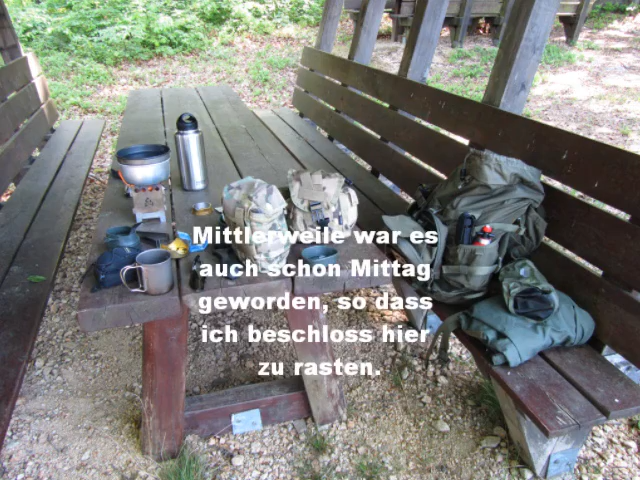 Mittlerweile war es
auch schon Mittag
geworden, so dass
ich beschloss hier
zu rasten.